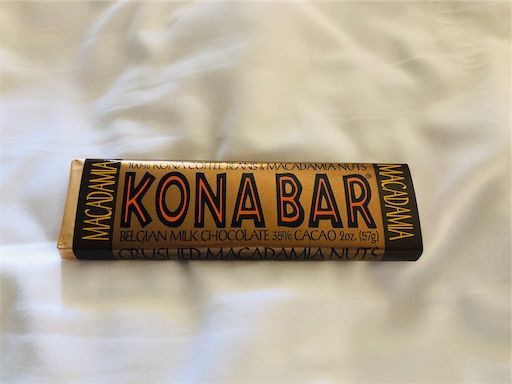 MACADAMIA
100% KONA COFFEE BEANS & MACADAMIA NUTS
KONA BAR®
BELGIAN MILK CHOCOLATE 35% CACAO 2oz. (57g)
CRUSHED MACADAMIA NUTS
MACADAMIA